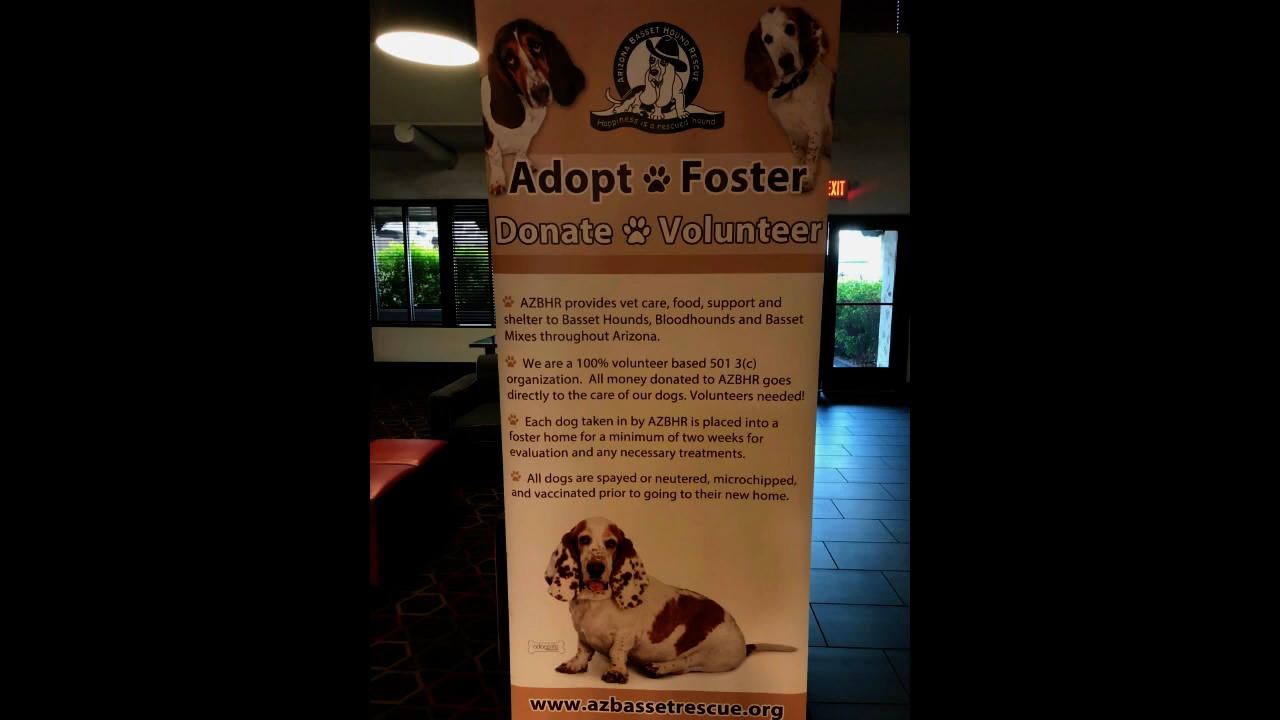 ARIZONA BASSET HOUND RESCUE
Happiness is a rescued hound
Adopt Foster
Donate Volunteer
EXIT
AZBHR provides vet care, food, support and
shelter to Basset Hounds, Bloodhounds and Basset
Mixes throughout Arizona.
We are a 100% volunteer based 501 3(c)
organization. All money donated to AZBHR goes
directly to the care of our dogs. Volunteers needed!
Each dog taken in by AZBHR is placed into a
foster home for a minimum of two weeks for
evaluation and any necessary treatments.
All dogs are spayed or neutered, microchipped,
and vaccinated prior to going to their new home.
www.azbassetrescue.org